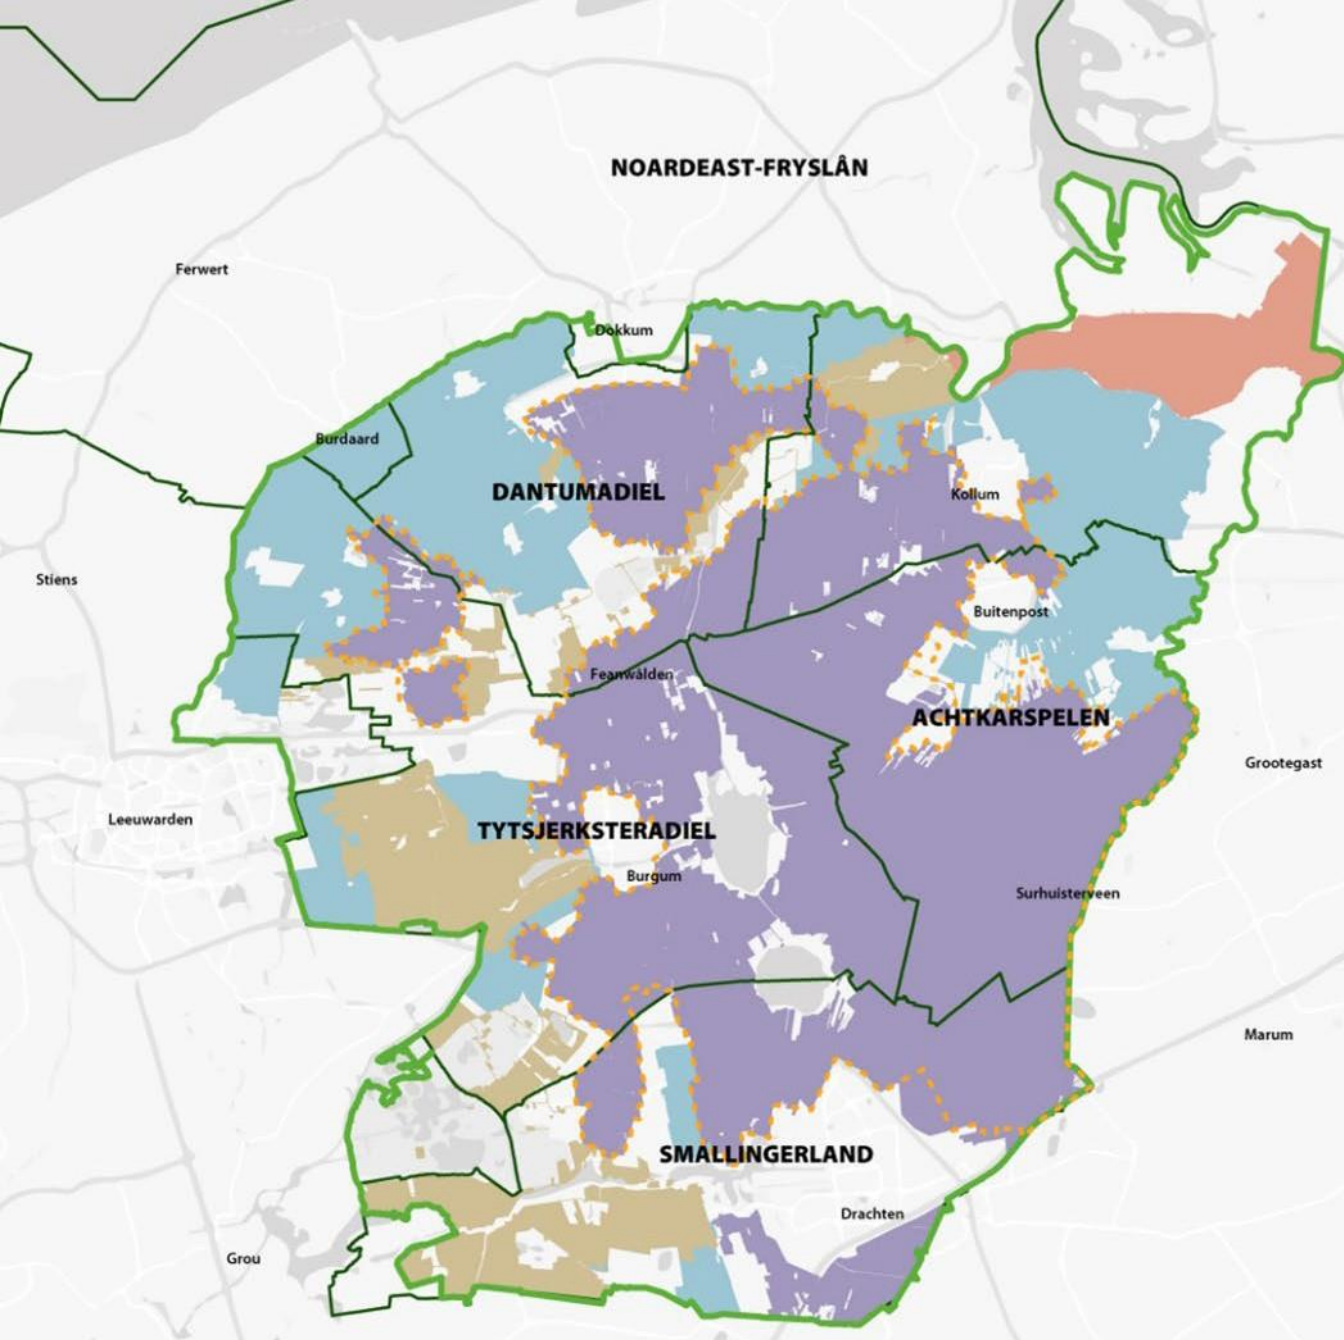 NOARDEAST-FRYSLÂN
Ferwert
Dokkum
Burdaard
DANTUMADIEL
Kollum
Stiens
Buitenpost
Feanwâlden
ACHTKARSPELEN
Grootegast
Leeuwarden
TYTSJERKSTERADIEL
Burgum
Surhuisterveen
Marum
SMALLINGERLAND
Drachten
Grou